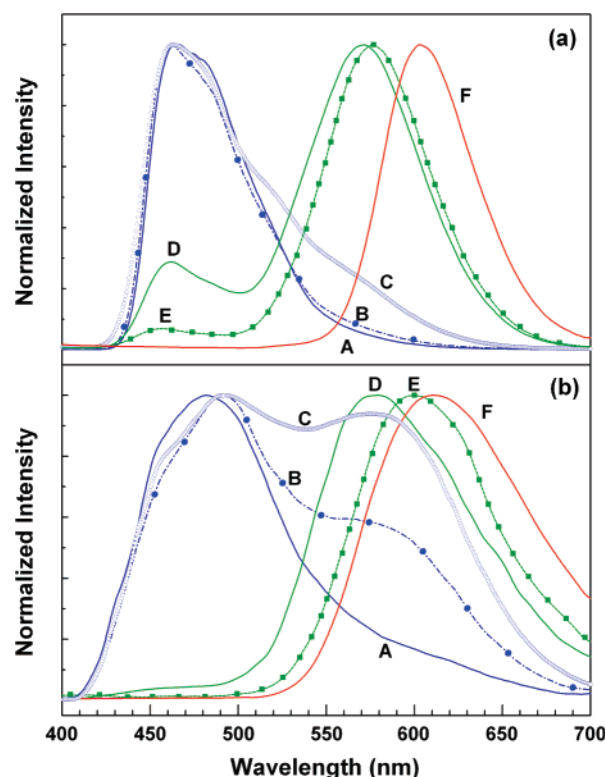 (a)
Normalized Intensity
F
D
C
E
B
A
(b)
Normalized Intensity
D E F
C
B
A
400 450 500 550 600 650 700
Wavelength (nm)